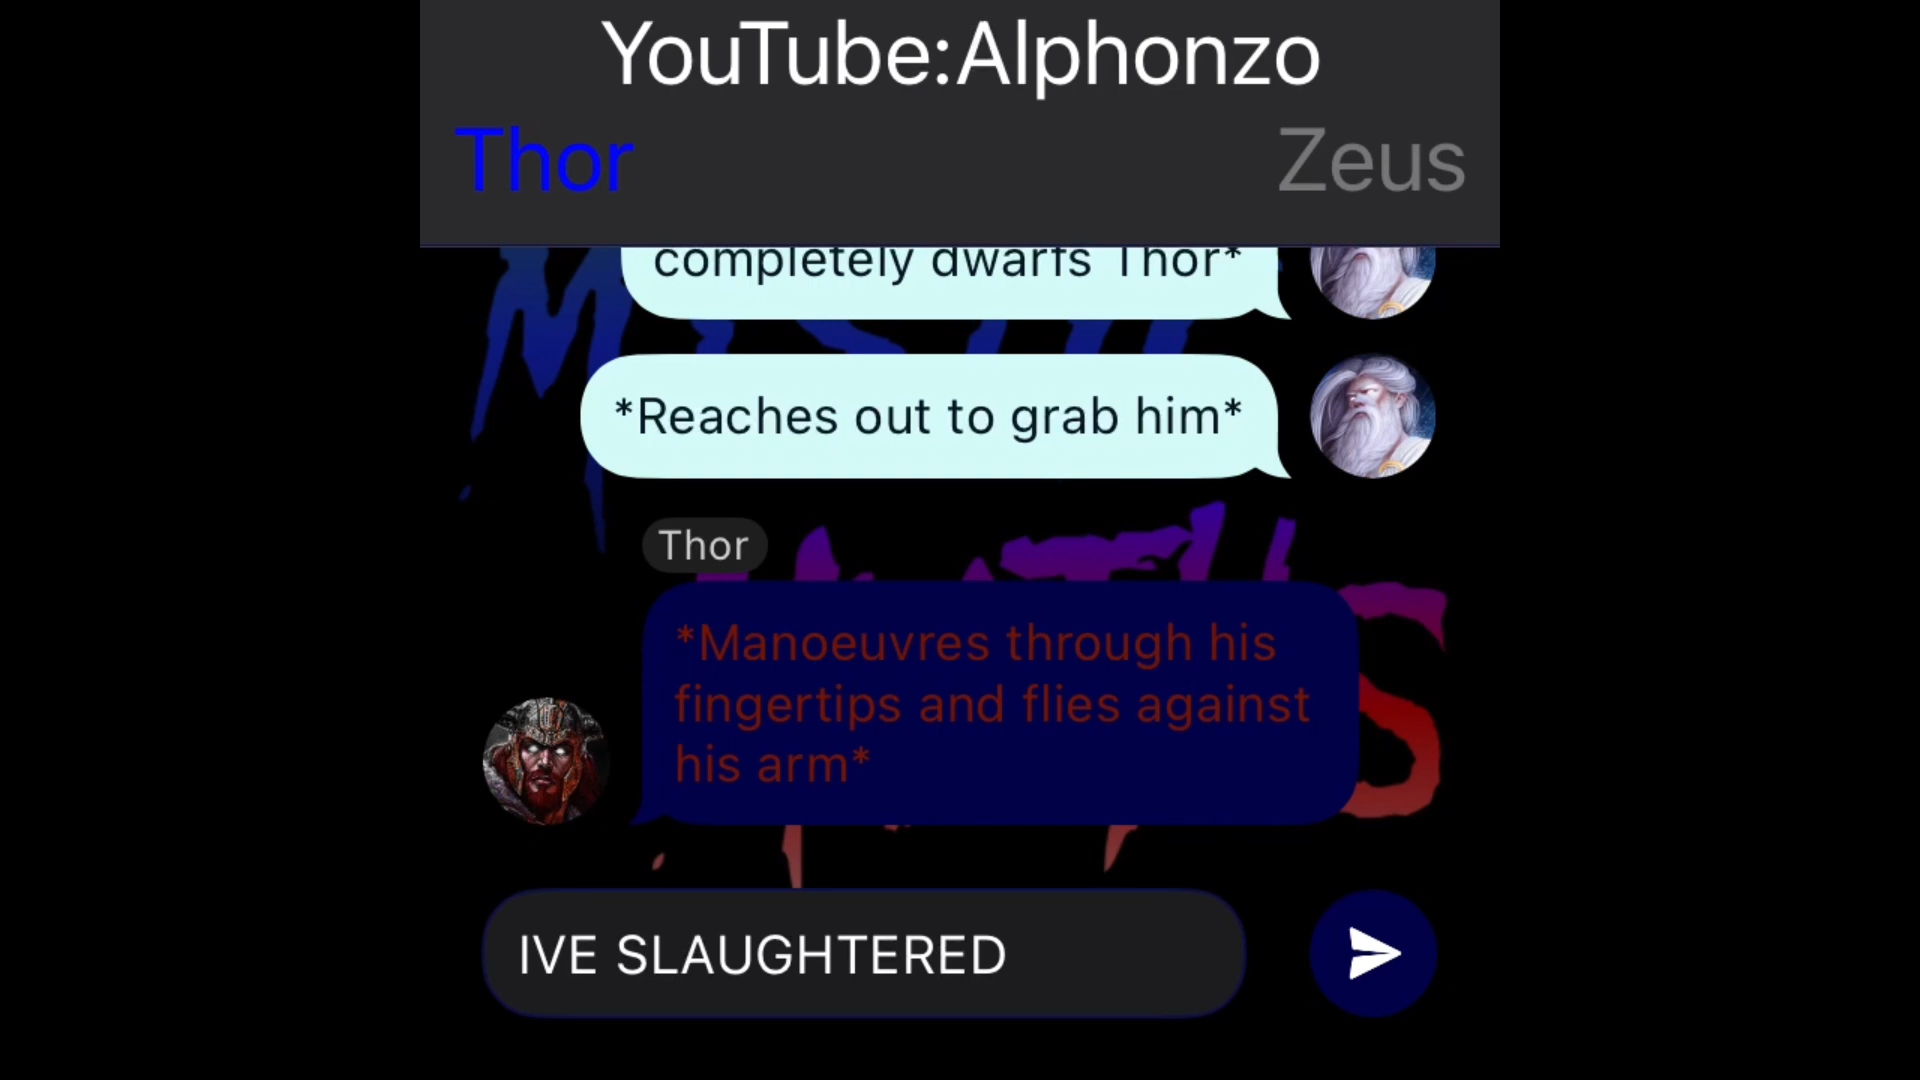 YouTube:Alphonzo
Thor
Zeus
completely dwarfs Thor*
*Reaches out to grab him*
Thor
*Manoeuvres through his
fingertips and flies against
his arm*
IVE SLAUGHTERED